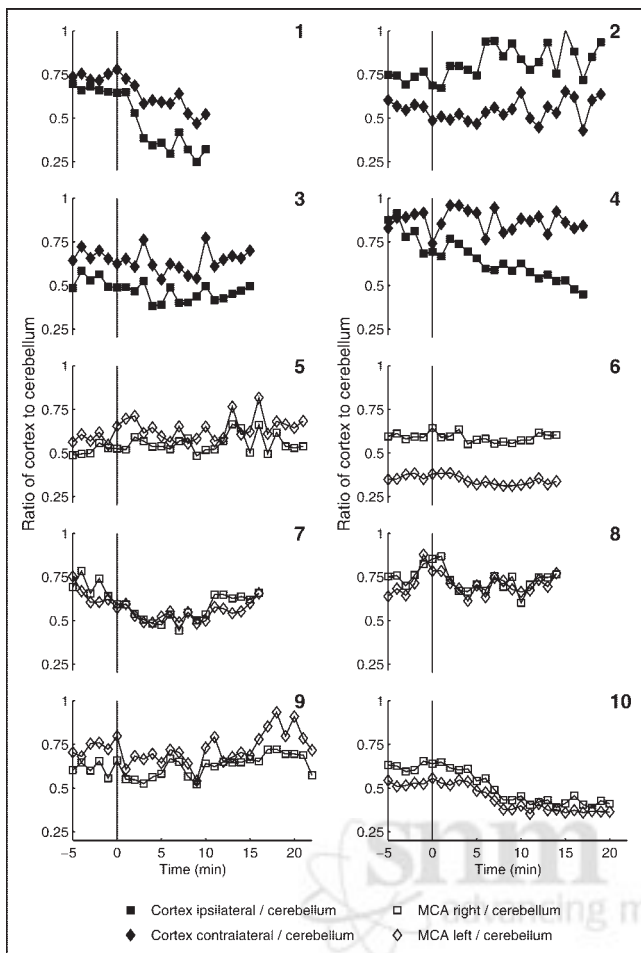 1 1 1 2
0.75 0.75
0.5 0.5
0.25 0.25
1 3 1 4
0.75 0.75
0.5 0.5
0.25 0.25
Ratio of cortex to cerebellum Ratio of cortex to cerebellum
1 5 1 6
0.75 0.75
0.5 0.5
0.25 0.25
1 7 1 8
0.75 0.75
0.5 0.5
0.25 0.25
1 9 1 10
0.75 0.75
0.5 0.5
0.25 0.25
−5 0 5 10 15 20 −5 0 5 10 15 20
Time (min) Time (min)
snm
advancing m
Cortex ipsilateral / cerebellum MCA right / cerebellum
Cortex contralateral / cerebellum MCA left / cerebellum